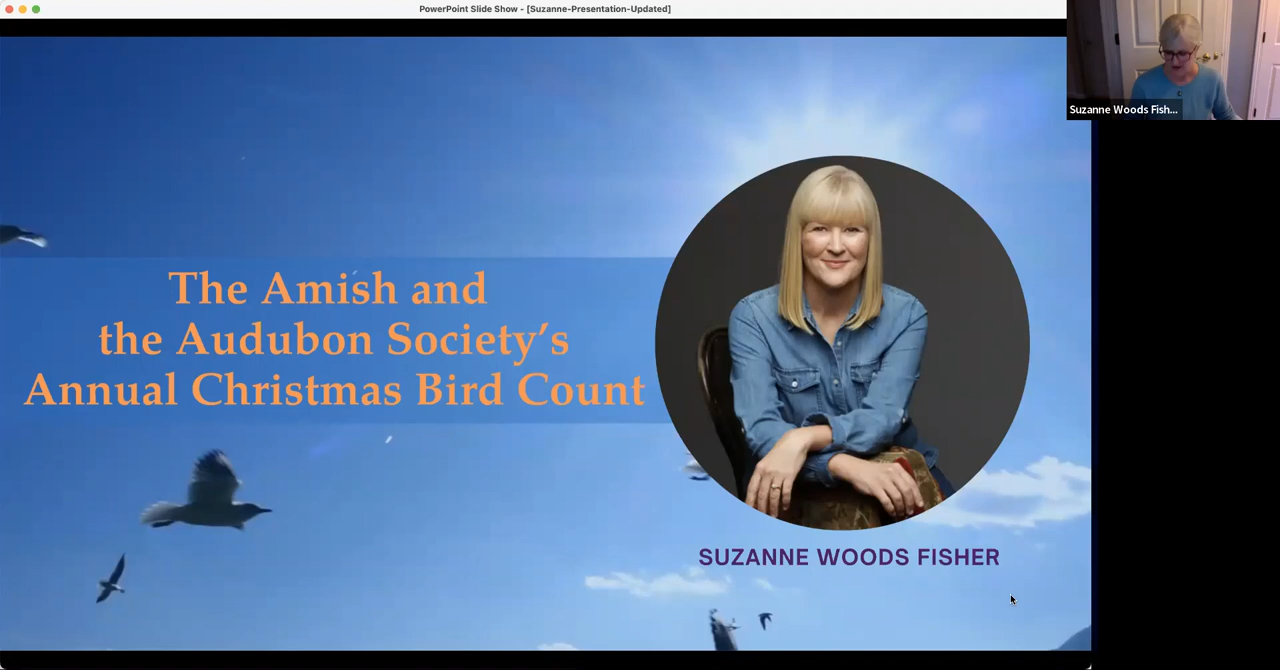 PowerPoint Slide Show - [Suzanne-Presentation-Updated]
Suzanne Woods Fish...
The Amish and
the Audubon Society’s
Annual Christmas Bird Count
SUZANNE WOODS FISHER